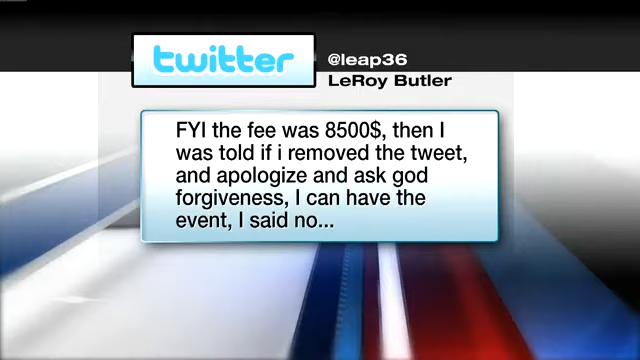 twitter
@leap36
LeRoy Butler
FYI the fee was 8500$, then I
was told if i removed the tweet,
and apologize and ask god
forgiveness, I can have the
event, I said no...